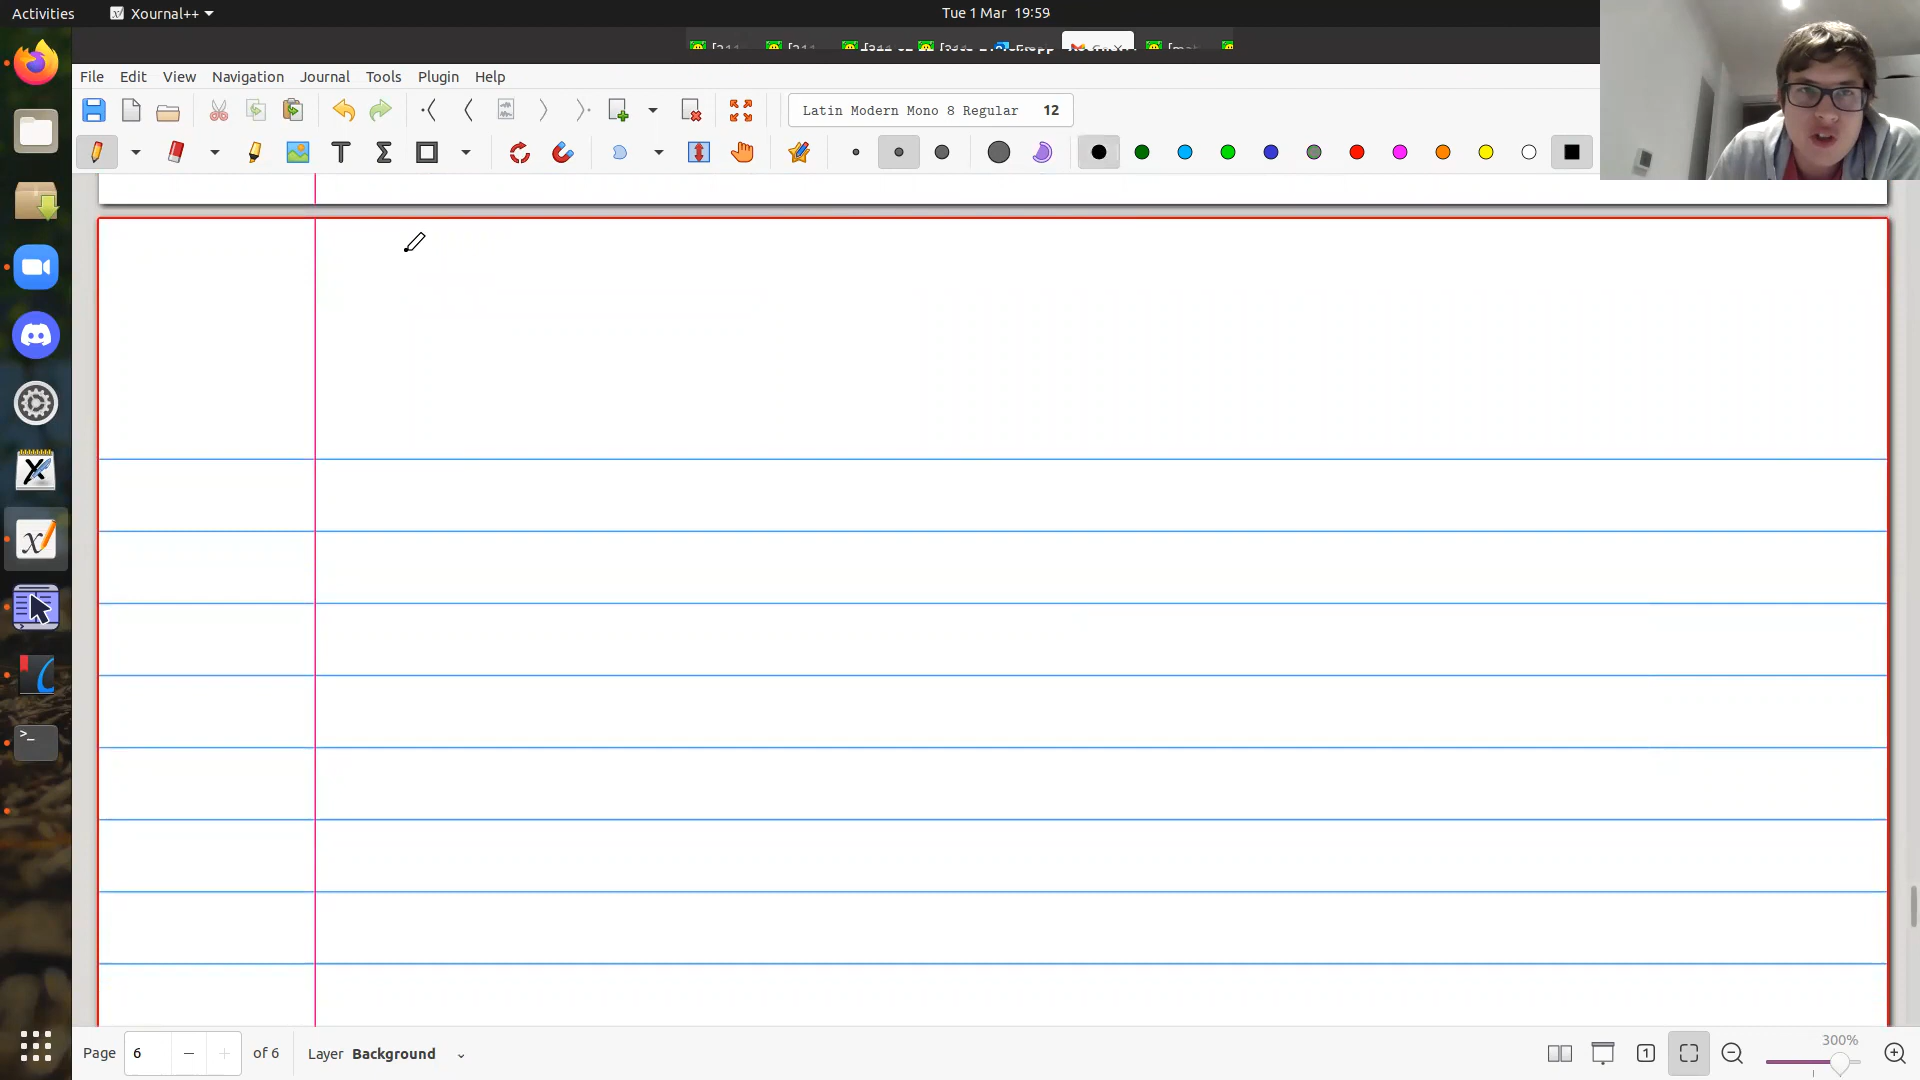 Activities
Xournal++
Tue 1 Mar 19:59
File Edit View Navigation Journal Tools Plugin Help
Latin Modern Mono 8 Regular 12
T Σ
Page 6 of 6 Layer Background
1
300%